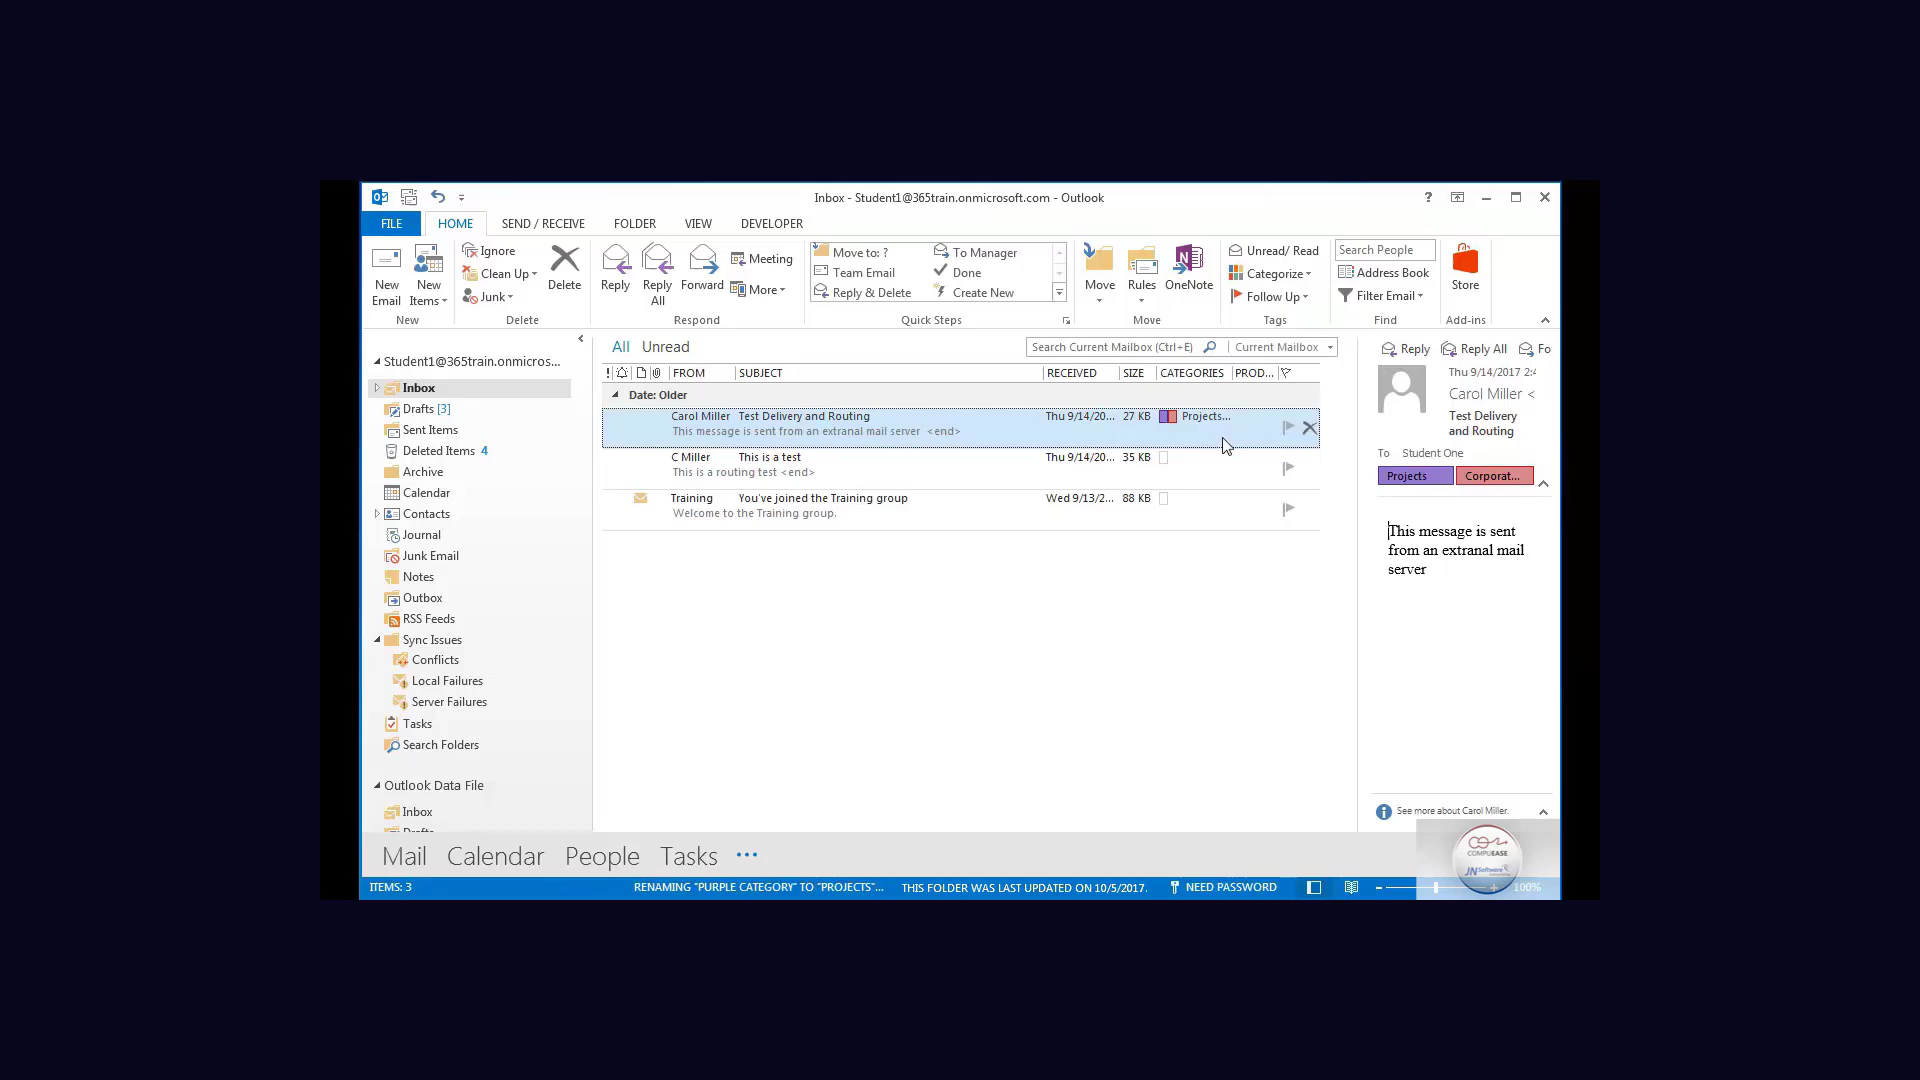 Inbox - Student1@365train.onmicrosoft.com - Outlook
FILE HOME SEND / RECEIVE FOLDER VIEW DEVELOPER
New Email
New Items
New
Ignore
Clean Up
Junk
Delete
Delete
Reply
Reply All
Forward
Meeting
More
Respond
Move to: ?
Team Email
Reply & Delete
To Manager
Done
Create New
Quick Steps
Move
Rules
OneNote
Move
Unread/ Read
Categorize
Follow Up
Tags
Search People
Address Book
Filter Email
Find
Store
Add-ins
Student1@365train.onmicros...
Inbox
Drafts [3]
Sent Items
Deleted Items 4
Archive
Calendar
Contacts
Journal
Junk Email
Notes
Outbox
RSS Feeds
Sync Issues
Conflicts
Local Failures
Server Failures
Tasks
Search Folders
Outlook Data File
Inbox
All Unread
Search Current Mailbox (Ctrl+E) Current Mailbox
FROM SUBJECT RECEIVED SIZE CATEGORIES PROD...
Date: Older
Carol Miller Test Delivery and Routing Thu 9/14/20... 27 KB Projects...
This message is sent from an extranal mail server <end>
C Miller This is a test Thu 9/14/20... 35 KB
This is a routing test <end>
Training You've joined the Training group Wed 9/13/2... 88 KB
Welcome to the Training group.
Reply Reply All Fo
Thu 9/14/2017 2:4
Carol Miller <
Test Delivery
and Routing
To Student One
Projects Corporat...
This message is sent
from an extranal mail
server
See more about Carol Miller.
Mail Calendar People Tasks
COMPUEASE
JNSoftware
ITEMS: 3 RENAMING "PURPLE CATEGORY" TO "PROJECTS"... THIS FOLDER WAS LAST UPDATED ON 10/5/2017. NEED PASSWORD 100%